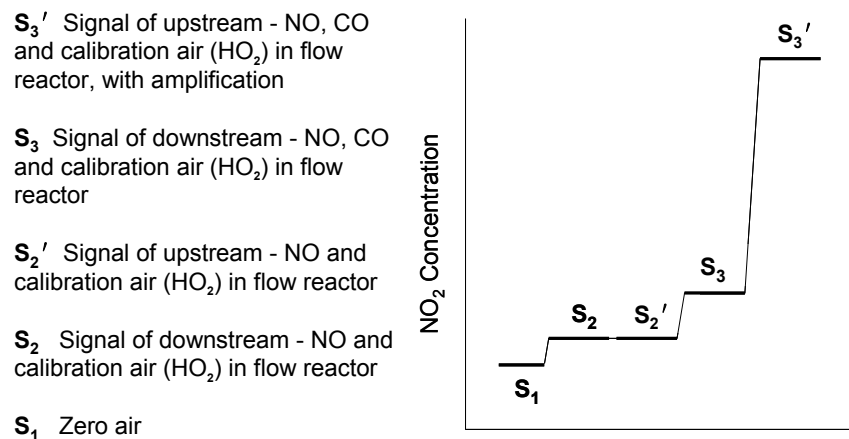 S₃′ Signal of upstream - NO, CO
and calibration air (HO₂) in flow
reactor, with amplification
S₃ Signal of downstream - NO, CO
and calibration air (HO₂) in flow
reactor
S₂′ Signal of upstream - NO and
calibration air (HO₂) in flow reactor
S₂ Signal of downstream - NO and
calibration air (HO₂) in flow reactor
S₁ Zero air
NO₂ Concentration
S₁
S₂
S₂′
S₃
S₃′